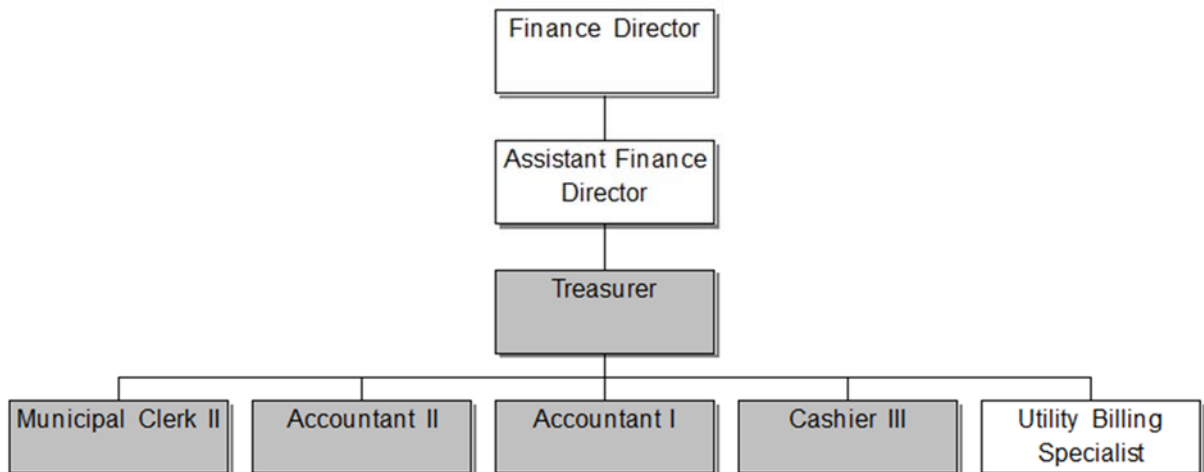 Finance Director
Assistant Finance
Director
Treasurer
Municipal Clerk II
Accountant II
Accountant I
Cashier III
Utility Billing
Specialist